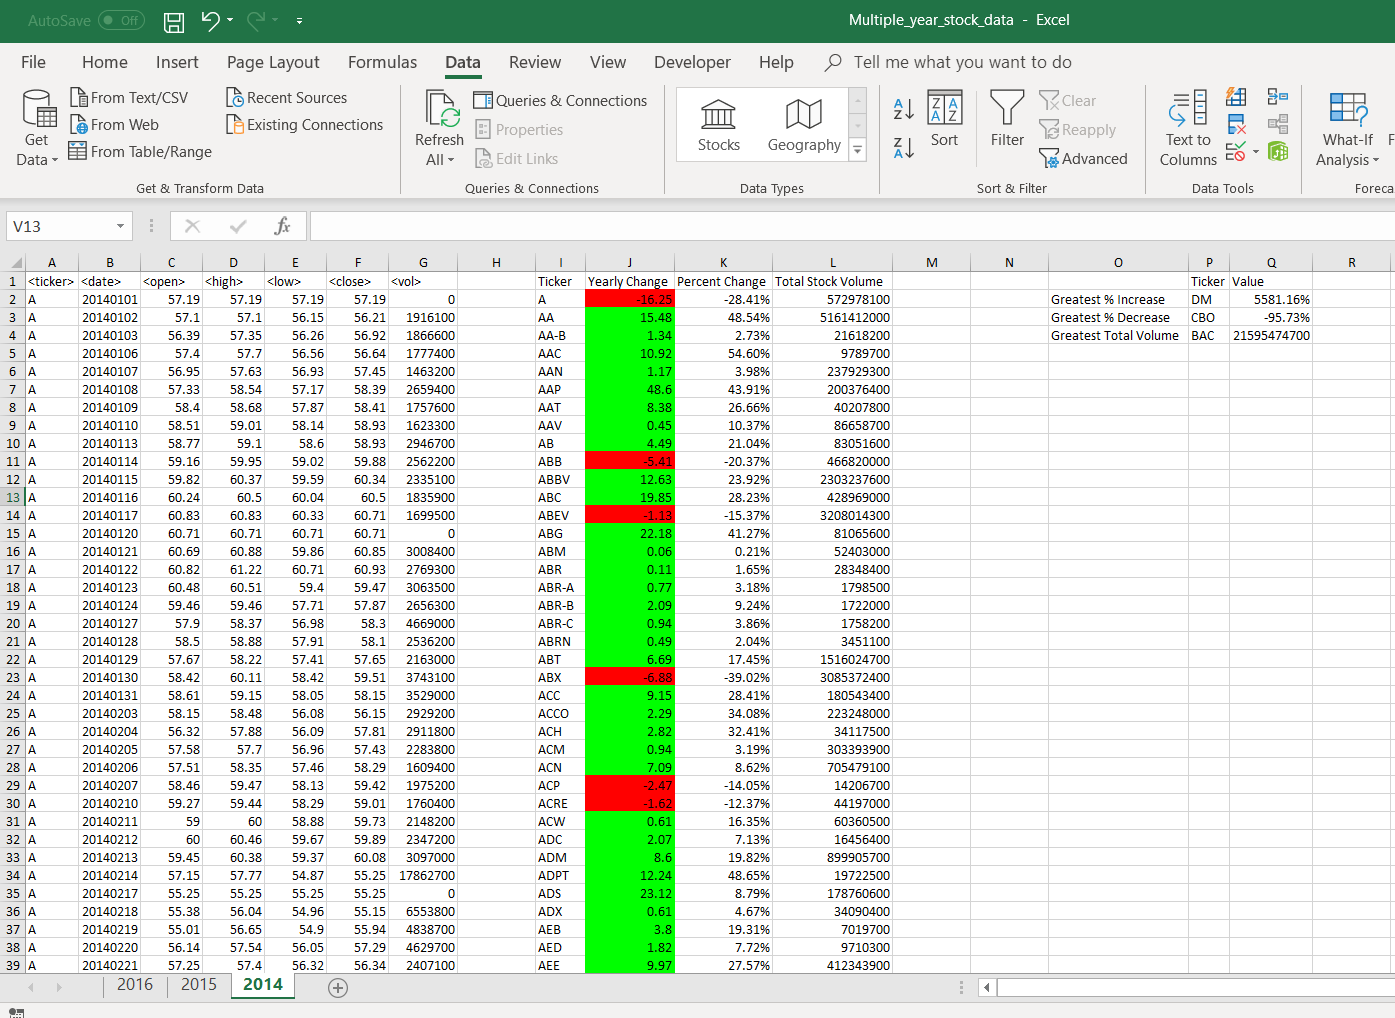 AutoSave Off Multiple_year_stock_data - Excel
File Home Insert Page Layout Formulas Data Review View Developer Help Tell me what you want to do
Get Data
From Text/CSV
From Web
From Table/Range
Recent Sources
Existing Connections
Get & Transform Data
Refresh All
Queries & Connections
Properties
Edit Links
Queries & Connections
Stocks Geography
Data Types
Sort
Filter
Clear
Reapply
Advanced
Sort & Filter
Text to Columns
Data Tools
What-If Analysis
F
Foreca
V13 fx
A B C D E F G H I J K L M N O P Q R
1 <ticker> <date> <open> <high> <low> <close> <vol> Ticker Yearly Change Percent Change Total Stock Volume Ticker Value
2 A 20140101 57.19 57.19 57.19 57.19 0 A -16.25 -28.41% 572978100 Greatest % Increase DM 5581.16%
3 A 20140102 57.1 57.1 56.15 56.21 1916100 AA 15.48 48.54% 5161412000 Greatest % Decrease CBO -95.73%
4 A 20140103 56.39 57.35 56.26 56.92 1866600 AA-B 1.34 2.73% 21618200 Greatest Total Volume BAC 21595474700
5 A 20140106 57.4 57.7 56.56 56.64 1777400 AAC 10.92 54.60% 9789700
6 A 20140107 56.95 57.63 56.93 57.45 1463200 AAN 1.17 3.98% 237929300
7 A 20140108 57.33 58.54 57.17 58.39 2659400 AAP 48.6 43.91% 200376400
8 A 20140109 58.4 58.68 57.87 58.41 1757600 AAT 8.38 26.66% 40207800
9 A 20140110 58.51 59.01 58.14 58.93 1623300 AAV 0.45 10.37% 86658700
10 A 20140113 58.77 59.1 58.6 58.93 2946700 AB 4.49 21.04% 83051600
11 A 20140114 59.16 59.95 59.02 59.88 2562200 ABB -5.41 -20.37% 466820000
12 A 20140115 59.82 60.37 59.59 60.34 2335100 ABBV 12.63 23.92% 2303237600
13 A 20140116 60.24 60.5 60.04 60.5 1835900 ABC 19.85 28.23% 428969000
14 A 20140117 60.83 60.83 60.33 60.71 1699500 ABEV -1.13 -15.37% 3208014300
15 A 20140120 60.71 60.71 60.71 60.71 0 ABG 22.18 41.27% 81065600
16 A 20140121 60.69 60.88 59.86 60.85 3008400 ABM 0.06 0.21% 52403000
17 A 20140122 60.82 61.22 60.71 60.93 2769300 ABR 0.11 1.65% 28348400
18 A 20140123 60.48 60.51 59.4 59.47 3063500 ABR-A 0.77 3.18% 1798500
19 A 20140124 59.46 59.46 57.71 57.87 2656300 ABR-B 2.09 9.24% 1722000
20 A 20140127 57.9 58.37 56.98 58.3 4669000 ABR-C 0.94 3.86% 1758200
21 A 20140128 58.5 58.88 57.91 58.1 2536200 ABRN 0.49 2.04% 3451100
22 A 20140129 57.67 58.22 57.41 57.65 2163000 ABT 6.69 17.45% 1516024700
23 A 20140130 58.42 60.11 58.42 59.51 3743100 ABX -6.88 -39.02% 3085372400
24 A 20140131 58.61 59.15 58.05 58.15 3529000 ACC 9.15 28.41% 180543400
25 A 20140203 58.15 58.48 56.08 56.15 2929200 ACCO 2.29 34.08% 223248000
26 A 20140204 56.32 57.88 56.09 57.81 2911800 ACH 2.82 32.41% 34117500
27 A 20140205 57.58 57.7 56.96 57.43 2283800 ACM 0.94 3.19% 303393900
28 A 20140206 57.51 58.35 57.46 58.29 1609400 ACN 7.09 8.62% 705479100
29 A 20140207 58.46 59.47 58.13 59.42 1975200 ACP -2.47 -14.05% 14206700
30 A 20140210 59.27 59.44 58.29 59.01 1760400 ACRE -1.62 -12.37% 44197000
31 A 20140211 59 60 58.88 59.73 2148200 ACW 0.61 16.35% 60360500
32 A 20140212 60 60.46 59.67 59.89 2347200 ADC 2.07 7.13% 16456400
33 A 20140213 59.45 60.38 59.37 60.08 3097000 ADM 8.6 19.82% 899905700
34 A 20140214 57.15 57.77 54.87 55.25 17862700 ADPT 12.24 48.65% 19722500
35 A 20140217 55.25 55.25 55.25 55.25 0 ADS 23.12 8.79% 178760600
36 A 20140218 55.38 56.04 54.96 55.15 6553800 ADX 0.61 4.67% 34090400
37 A 20140219 55.01 56.65 54.9 55.94 4838700 AEB 3.8 19.31% 7019700
38 A 20140220 56.14 57.54 56.05 57.29 4629700 AED 1.82 7.72% 9710300
39 A 20140221 57.25 57.4 56.32 56.34 2407100 AEE 9.97 27.57% 412343900
2016 2015 2014